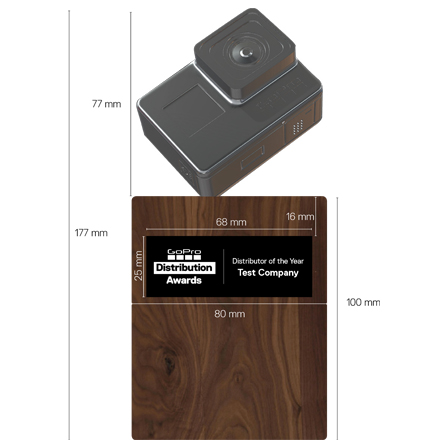 77 mm
177 mm
68 mm
16 mm
25 mm
GoPro
Distribution
Awards
Distributor of the Year
Test Company
80 mm
100 mm